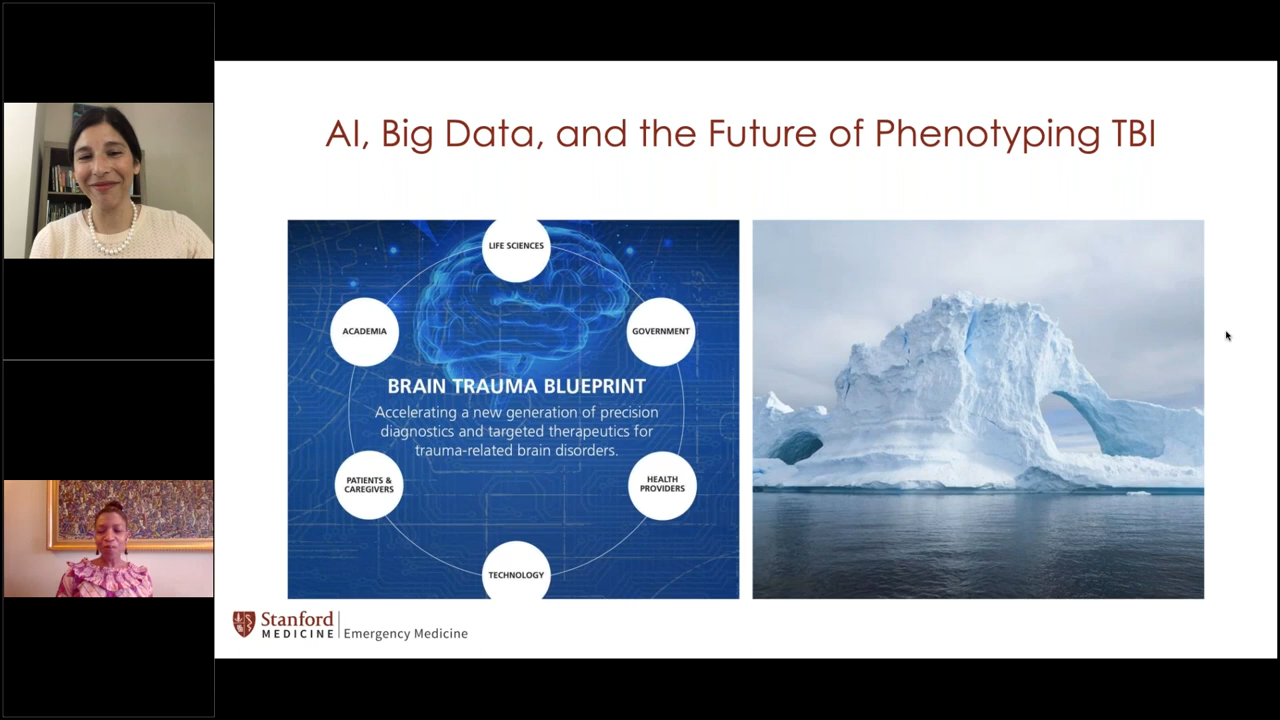 AI, Big Data, and the Future of Phenotyping TBI
LIFE SCIENCES
ACADEMIA
GOVERNMENT
BRAIN TRAUMA BLUEPRINT
Accelerating a new generation of precision
diagnostics and targeted therapeutics for
trauma-related brain disorders.
PATIENTS &
CAREGIVERS
HEALTH
PROVIDERS
TECHNOLOGY
Stanford
MEDICINE
Emergency Medicine